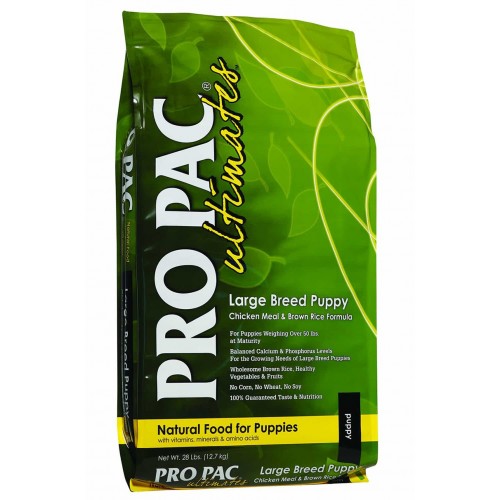 PRO PAC®
ultimates
Large Breed Puppy
Chicken Meal & Brown Rice Formula
For Puppies Weighing Over 50 lbs.
at Maturity
Balanced Calcium & Phosphorus Levels
For the Growing Needs of Large Breed Puppies
Wholesome Brown Rice, Healthy
Vegetables & Fruits
No Corn, No Wheat, No Soy
100% Guaranteed Taste & Nutrition
puppy
Natural Food for Puppies
with vitamins, minerals & amino acids
Net Wt. 28 Lbs. (12.7 kg)
PRO PAC
ultimates
Large Breed Puppy
Chicken Meal & Brown Rice Formula
PAC
Natural Food
Large Breed Puppy